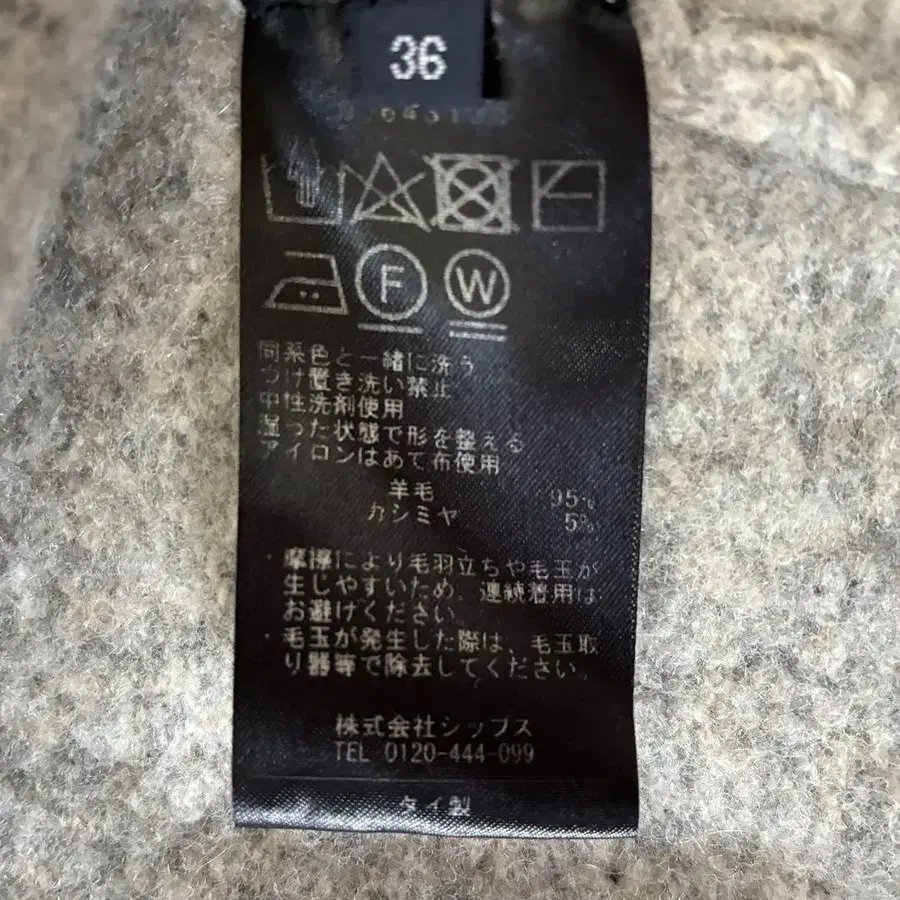 36
F W
同系色と一緒に洗う
つけ置き洗い禁止
中性洗剤使用
湿った状態で形を整える
アイロンはあて布使用
羊毛 95%
カシミヤ 5%
・摩擦により毛羽立ちや毛玉が
生じやすいため、連続着用は
お避けください。
・毛玉が発生した際は、毛玉取
り器等で除去してください。
株式会社シップス
TEL 0120-444-099
タイ製